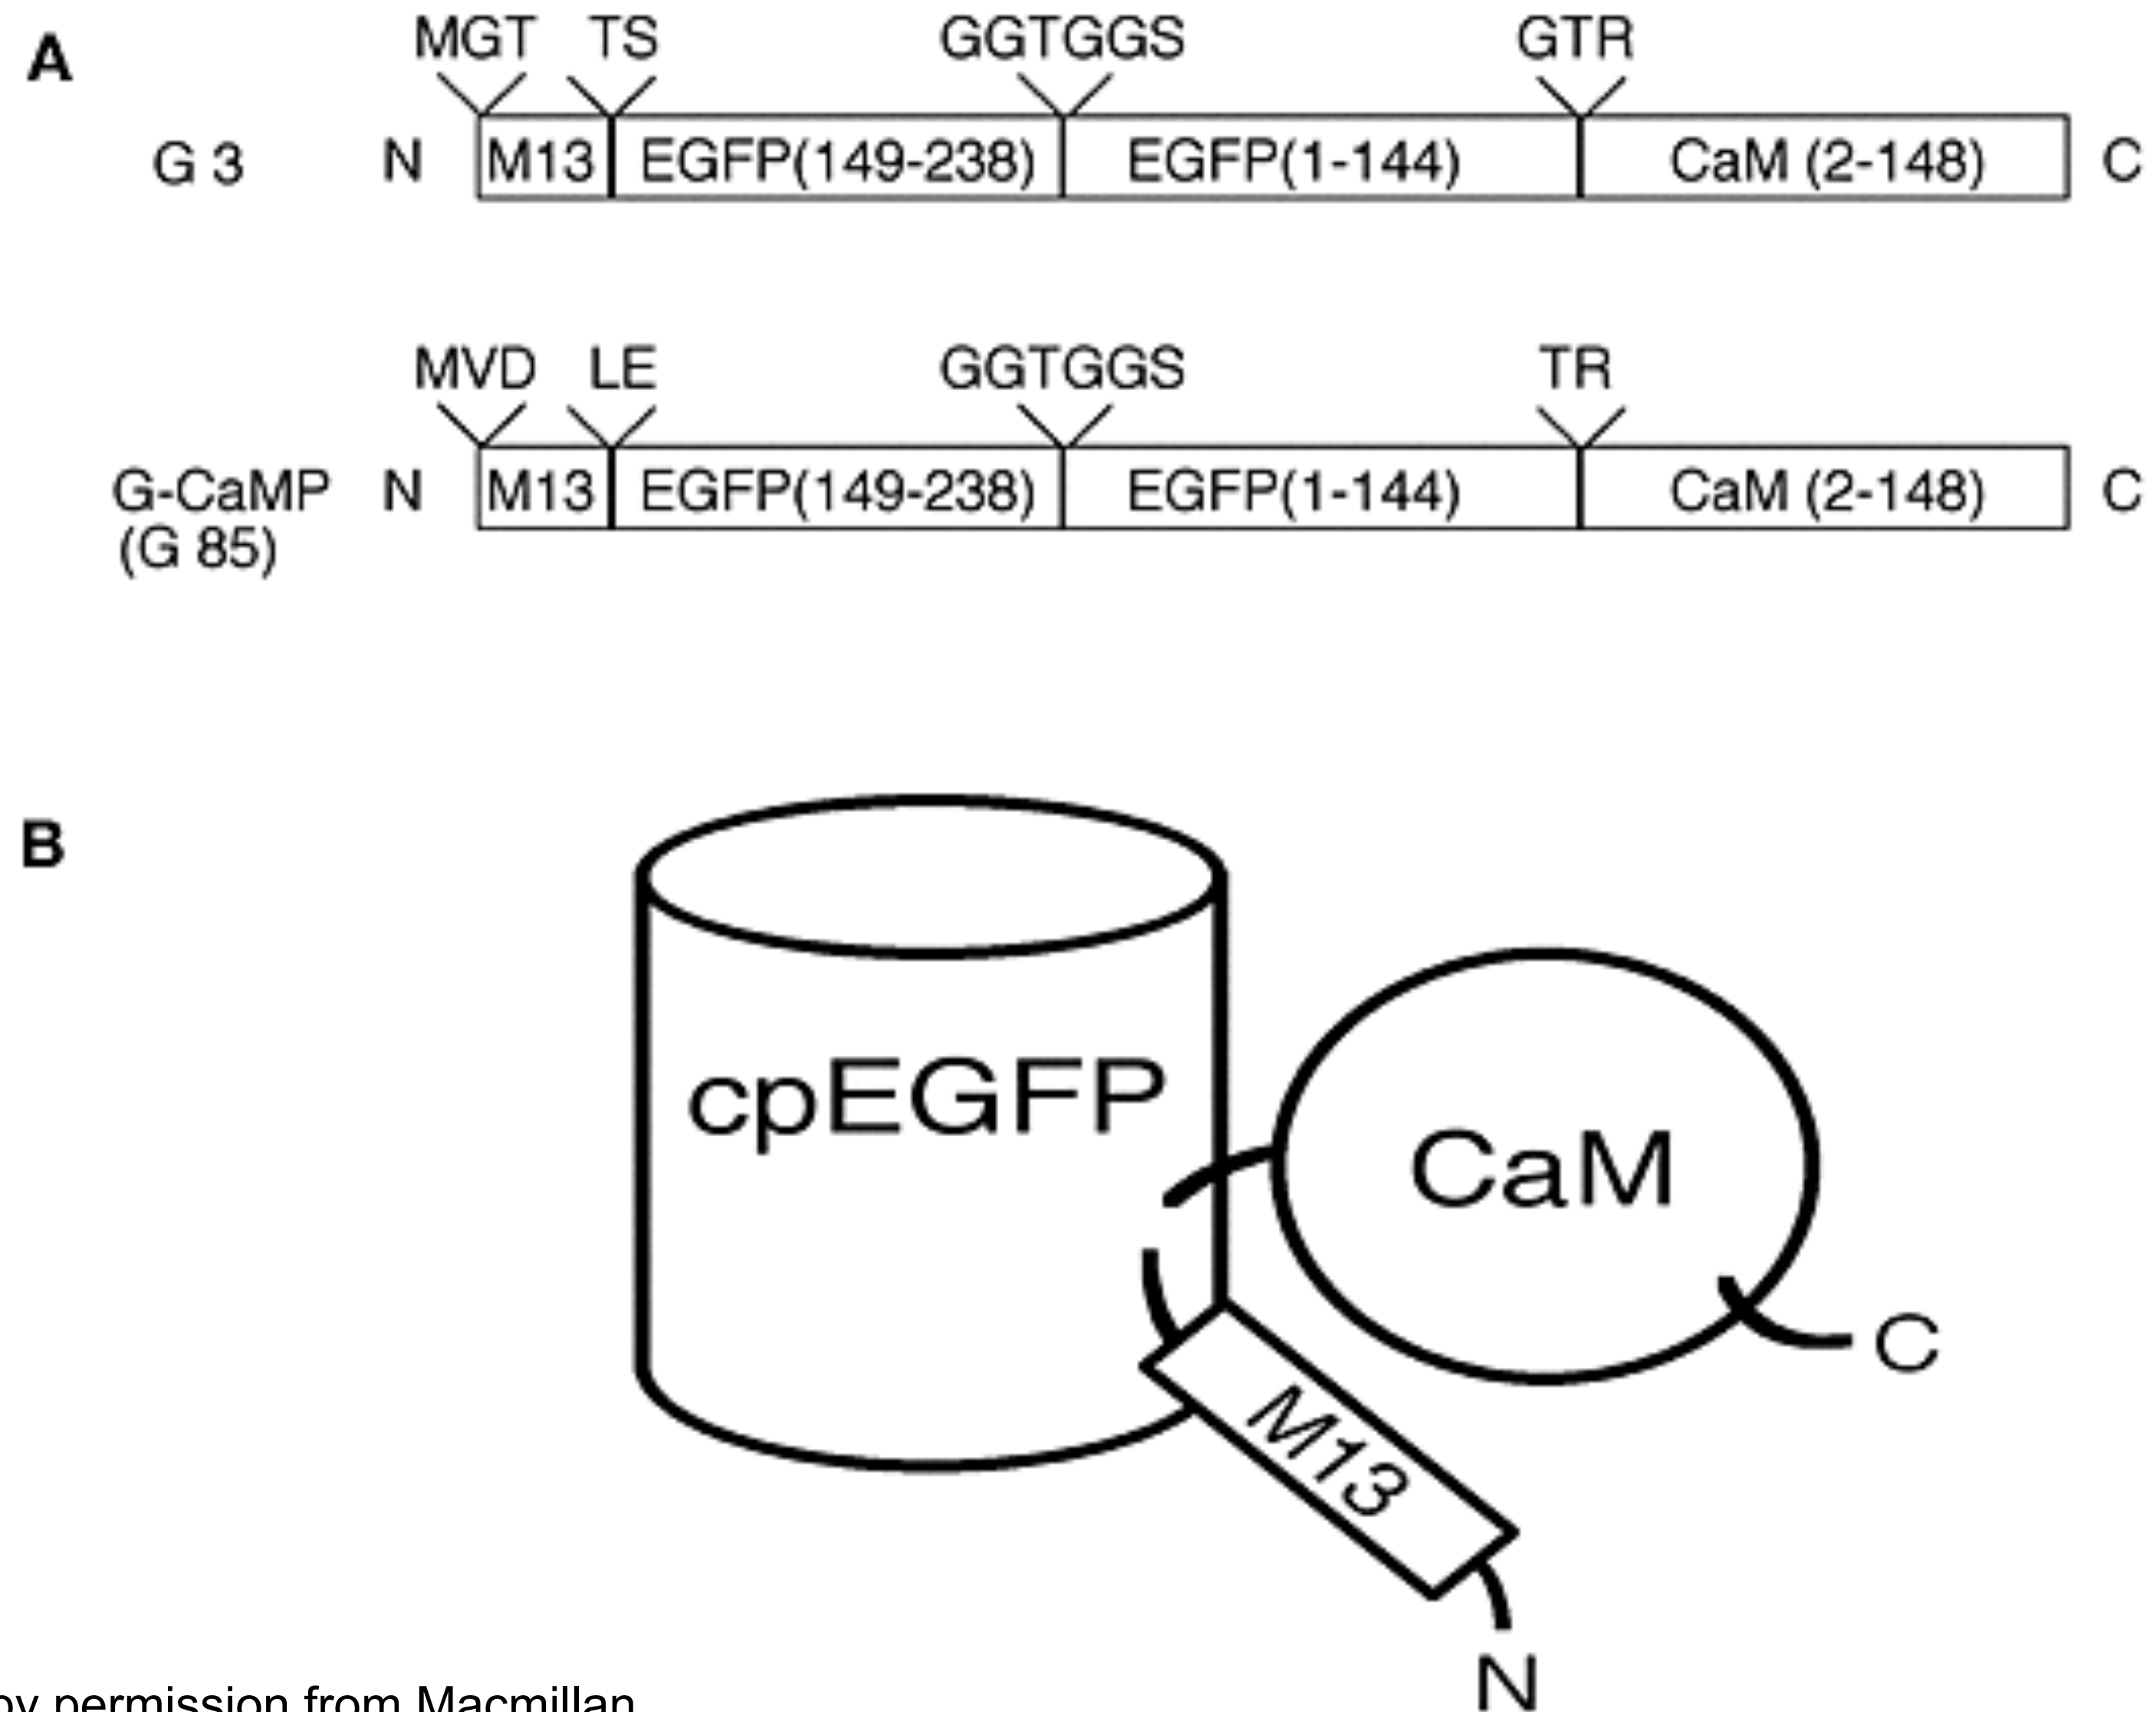 A
MGT TS GGTGGS GTR
G 3 N M13 EGFP(149-238) EGFP(1-144) CaM (2-148) C
MVD LE GGTGGS TR
G-CaMP N M13 EGFP(149-238) EGFP(1-144) CaM (2-148) C
(G 85)
B
cpEGFP
CaM
C
M13
N
by permission from Macmillan